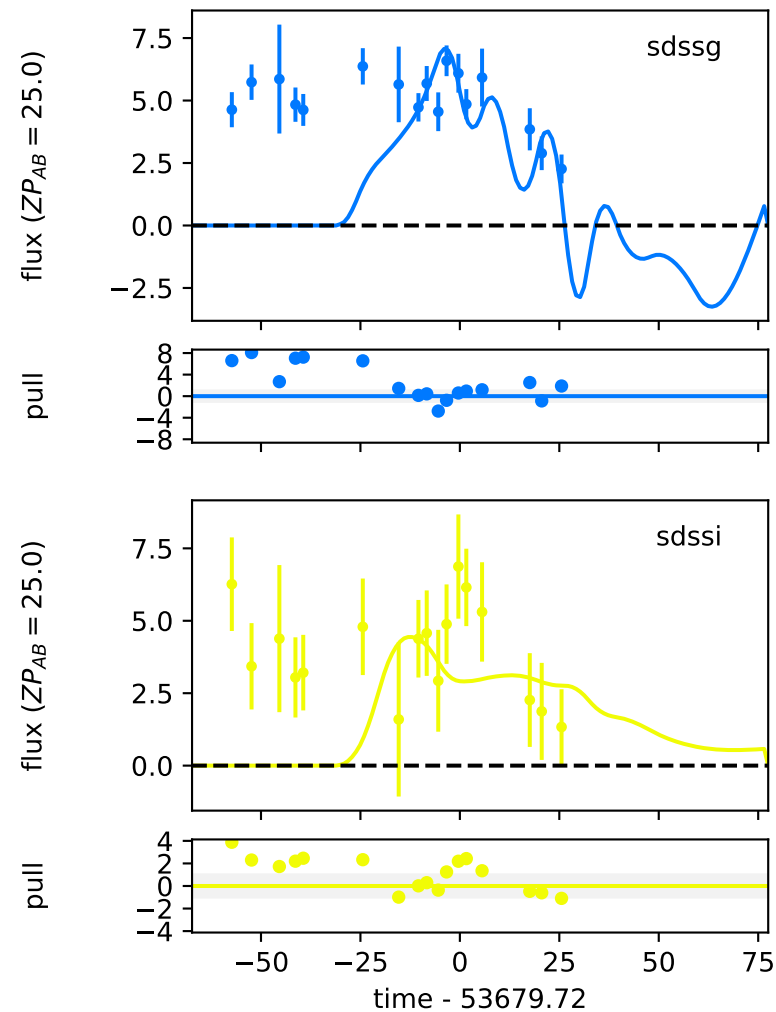 sdssg
flux (ZP_AB = 25.0)
7.5
5.0
2.5
0.0
−2.5
pull
8
4
0
−4
−8
sdssi
flux (ZP_AB = 25.0)
7.5
5.0
2.5
0.0
pull
4
2
0
−2
−4
−50 −25 0 25 50 75
time - 53679.72